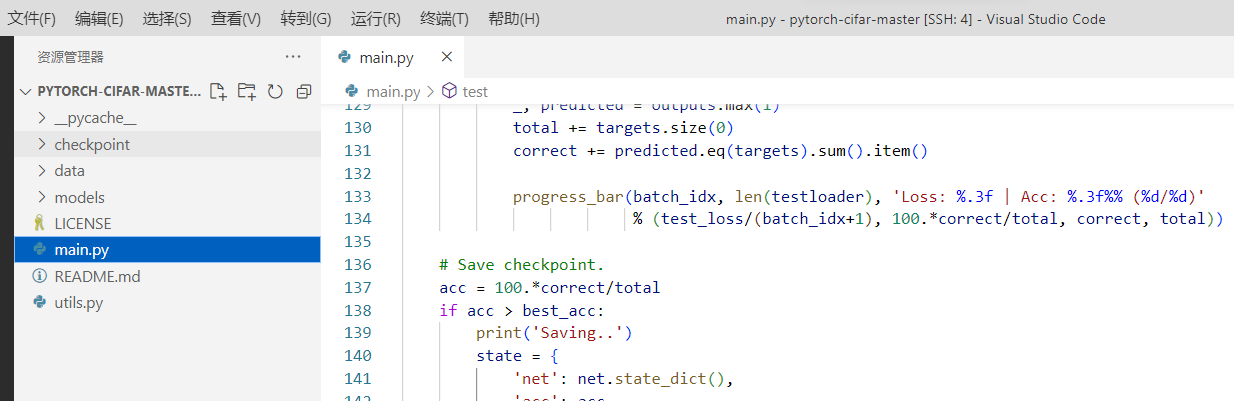 文件(F) 编辑(E) 选择(S) 查看(V) 转到(G) 运行(R) 终端(T) 帮助(H) main.py - pytorch-cifar-master [SSH: 4] - Visual Studio Code
资源管理器 ···
PYTORCH-CIFAR-MASTE...
__pycache__
checkpoint
data
models
LICENSE
main.py
README.md
utils.py
main.py
main.py > test
129 _, predicted = outputs.max(1)
130 total += targets.size(0)
131 correct += predicted.eq(targets).sum().item()
132
133 progress_bar(batch_idx, len(testloader), 'Loss: %.3f | Acc: %.3f%% (%d/%d)'
134 % (test_loss/(batch_idx+1), 100.*correct/total, correct, total))
135
136 # Save checkpoint.
137 acc = 100.*correct/total
138 if acc > best_acc:
139 print('Saving..')
140 state = {
141 'net': net.state_dict(),
142 'acc': acc